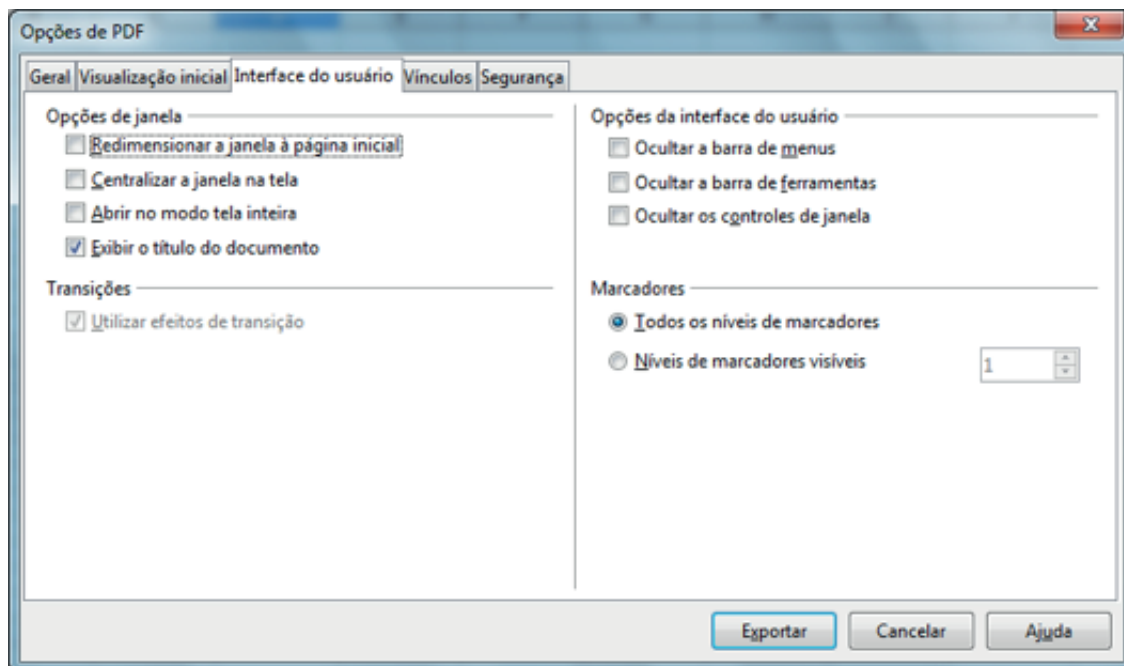 Opções de PDF
Geral Visualização inicial Interface do usuário Vínculos Segurança
Opções de janela
Redimensionar a janela à página inicial
Centralizar a janela na tela
Abrir no modo tela inteira
Exibir o título do documento
Transições
Utilizar efeitos de transição
Opções da interface do usuário
Ocultar a barra de menus
Ocultar a barra de ferramentas
Ocultar os controles de janela
Marcadores
Todos os níveis de marcadores
Níveis de marcadores visíveis 1
Exportar Cancelar Ajuda